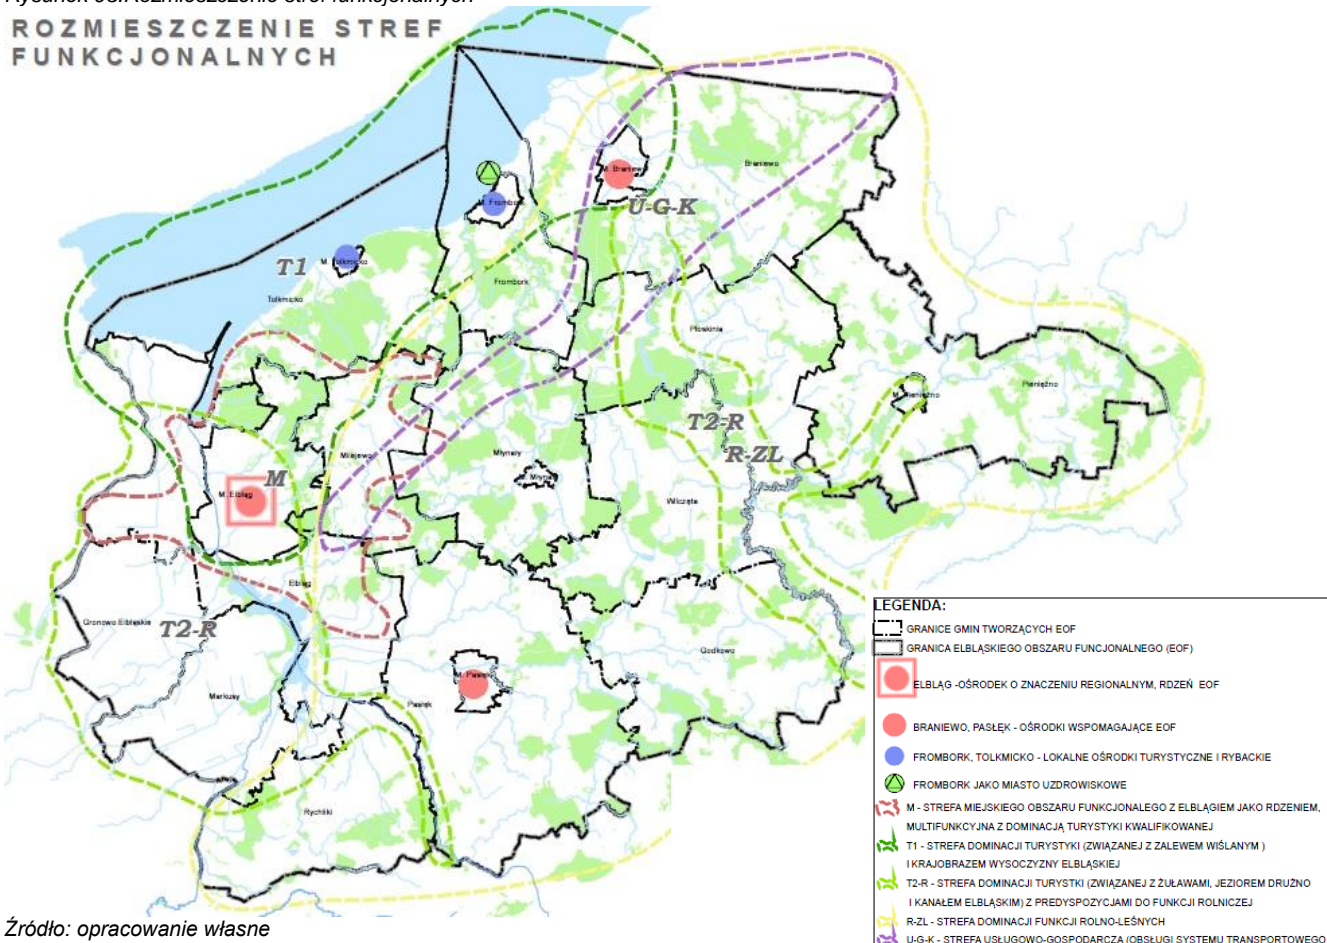 ROZMIESZCZENIE STREF
FUNKCJONALNYCH
M. Braniewo
Braniewo
M. Frombork
U-G-K
T1
M. Tolkmicko
Tolkmicko
Frombork
Płoskinia
Pieniężno
M. Pieniężno
T2-R
R-ZL
Młynary
Milejewo
M. Młynary
M
M. Elbląg
Wilczęta
Elbląg
Gronowo Elbląskie
T2-R
Godkowo
Markusy
M. Pasłęk
Pasłęk
Rychliki
LEGENDA:
GRANICE GMIN TWORZĄCYCH EOF
GRANICA ELBLĄSKIEGO OBSZARU FUNCJONALNEGO (EOF)
ELBLĄG -OŚRODEK O ZNACZENIU REGIONALNYM, RDZEŃ EOF
BRANIEWO, PASŁĘK - OŚRODKI WSPOMAGAJĄCE EOF
FROMBORK, TOLKMICKO - LOKALNE OŚRODKI TURYSTYCZNE I RYBACKIE
FROMBORK JAKO MIASTO UZDROWISKOWE
M - STREFA MIEJSKIEGO OBSZARU FUNKCJONALEGO Z ELBLĄGIEM JAKO RDZENIEM,
MULTIFUNKCYJNA Z DOMINACJĄ TURYSTYKI KWALIFIKOWANEJ
T1 - STREFA DOMINACJI TURYSTYKI (ZWIĄZANEJ Z ZALEWEM WIŚLANYM )
I KRAJOBRAZEM WYSOCZYZNY ELBLĄSKIEJ
T2-R - STREFA DOMINACJI TURYSTKI (ZWIĄZANEJ Z ŻUŁAWAMI, JEZIOREM DRUŻNO
I KANAŁEM ELBLĄSKIM) Z PREDYSPOZYCJAMI DO FUNKCJI ROLNICZEJ
R-ZL - STREFA DOMINACJI FUNKCJI ROLNO-LEŚNYCH
U-G-K - STREFA USŁUGOWO-GOSPODARCZA (OBSŁUGI SYSTEMU TRANSPORTOWEGO
Źródło: opracowanie własne